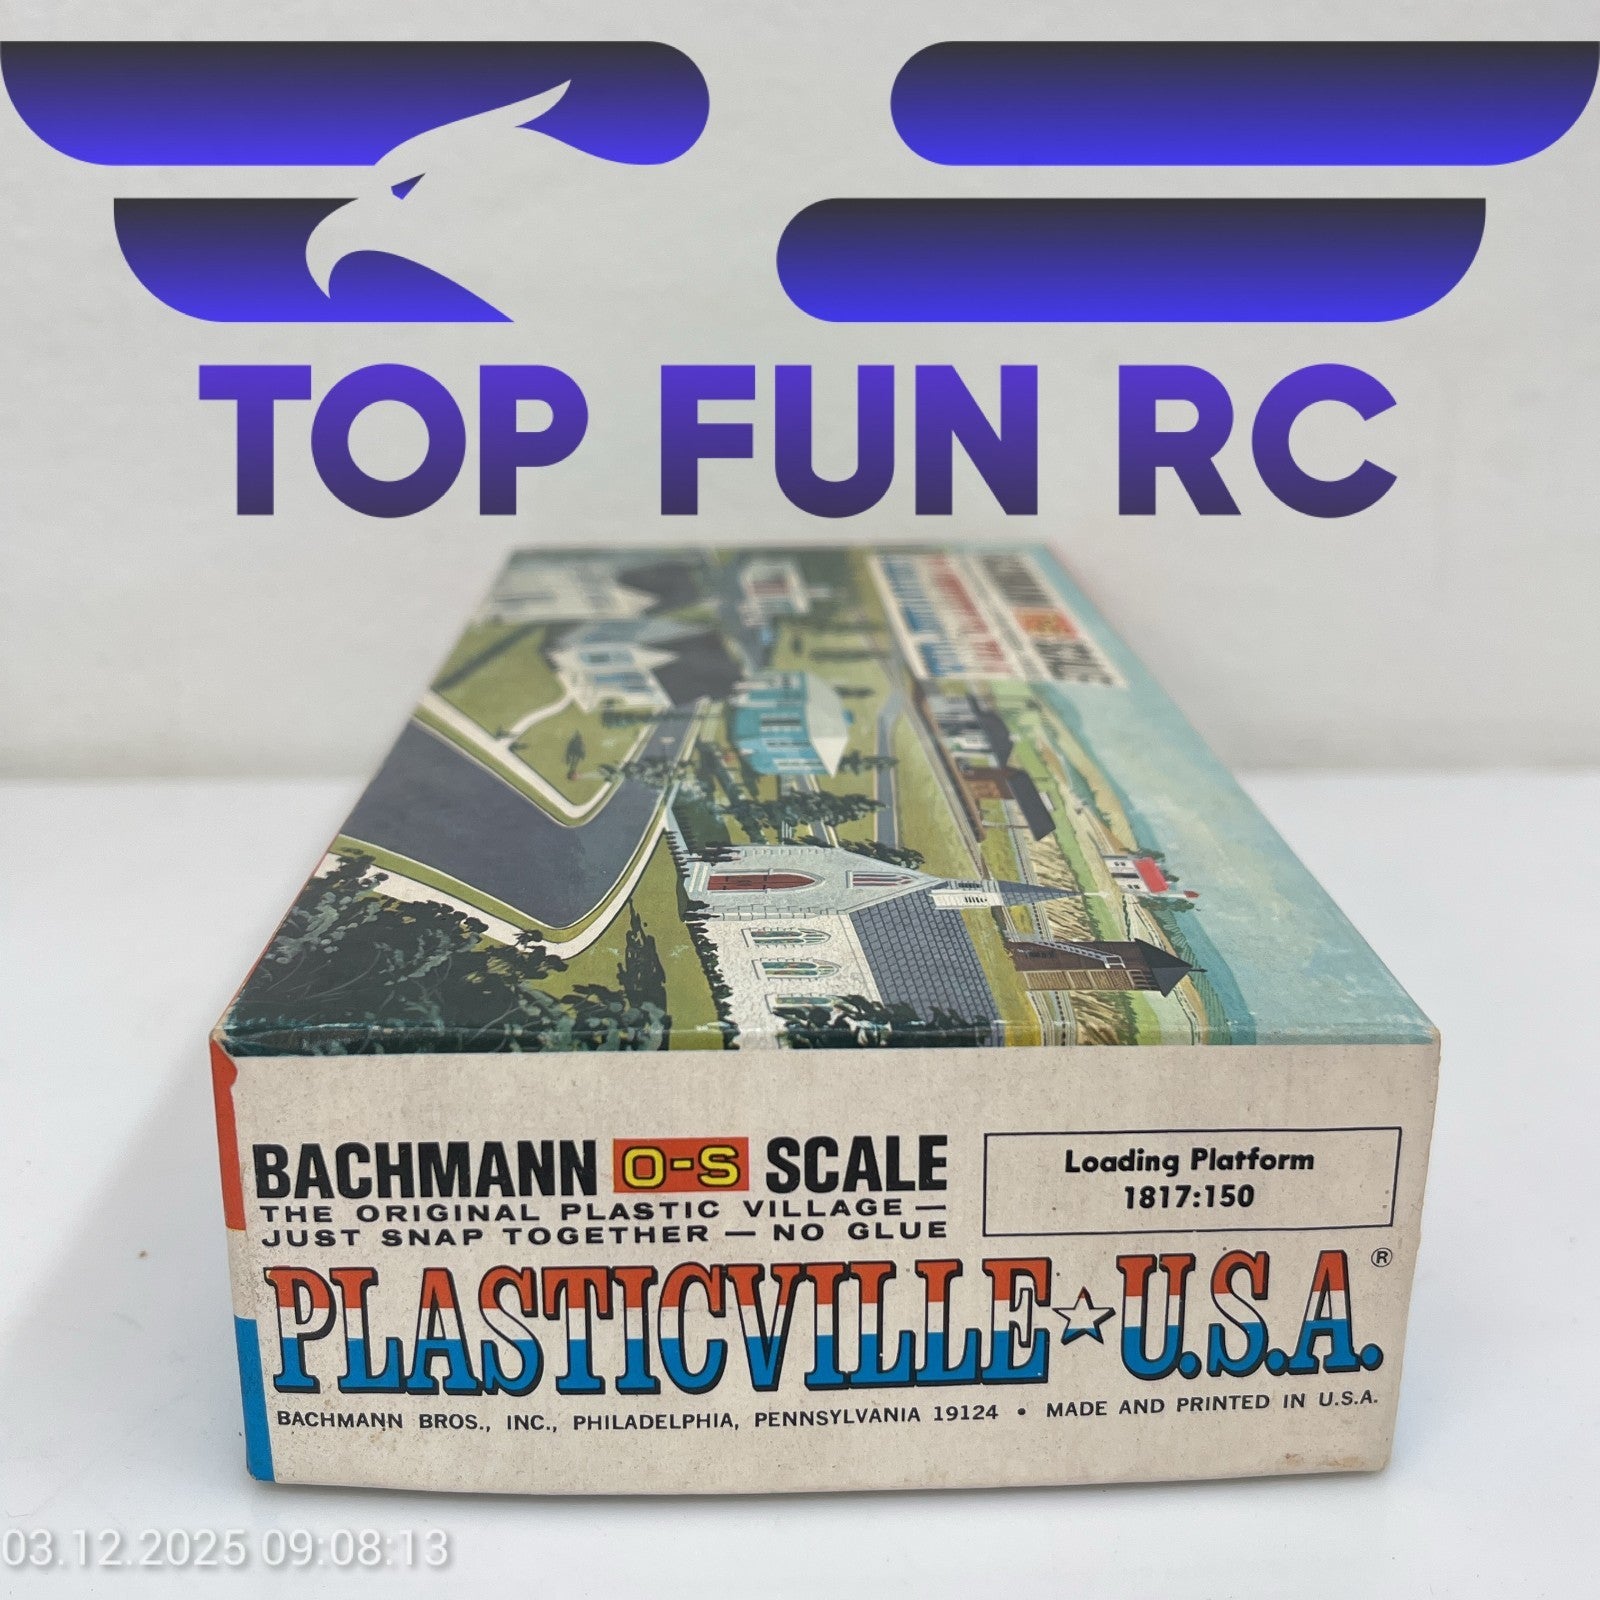 TOP FUN RC
BACHMANN O-S SCALE
THE ORIGINAL PLASTIC VILLAGE —
JUST SNAP TOGETHER — NO GLUE
Loading Platform
1817:150
PLASTICVILLE☆U.S.A.®
BACHMANN BROS., INC., PHILADELPHIA, PENNSYLVANIA 19124 • MADE AND PRINTED IN U.S.A.
03.12.2025 09:08:13